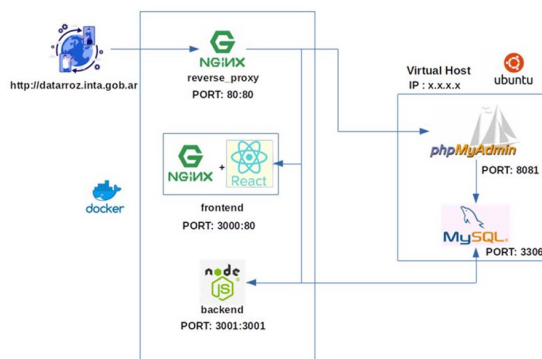 http://datarroz.inta.gob.ar
NGINX
reverse_proxy
PORT: 80:80
NGINX
+
React
frontend
PORT: 3000:80
docker
node
JS
backend
PORT: 3001:3001
Virtual Host
IP : x.x.x.x
ubuntu
phpMyAdmin
PORT: 8081
MySQL
PORT: 3306